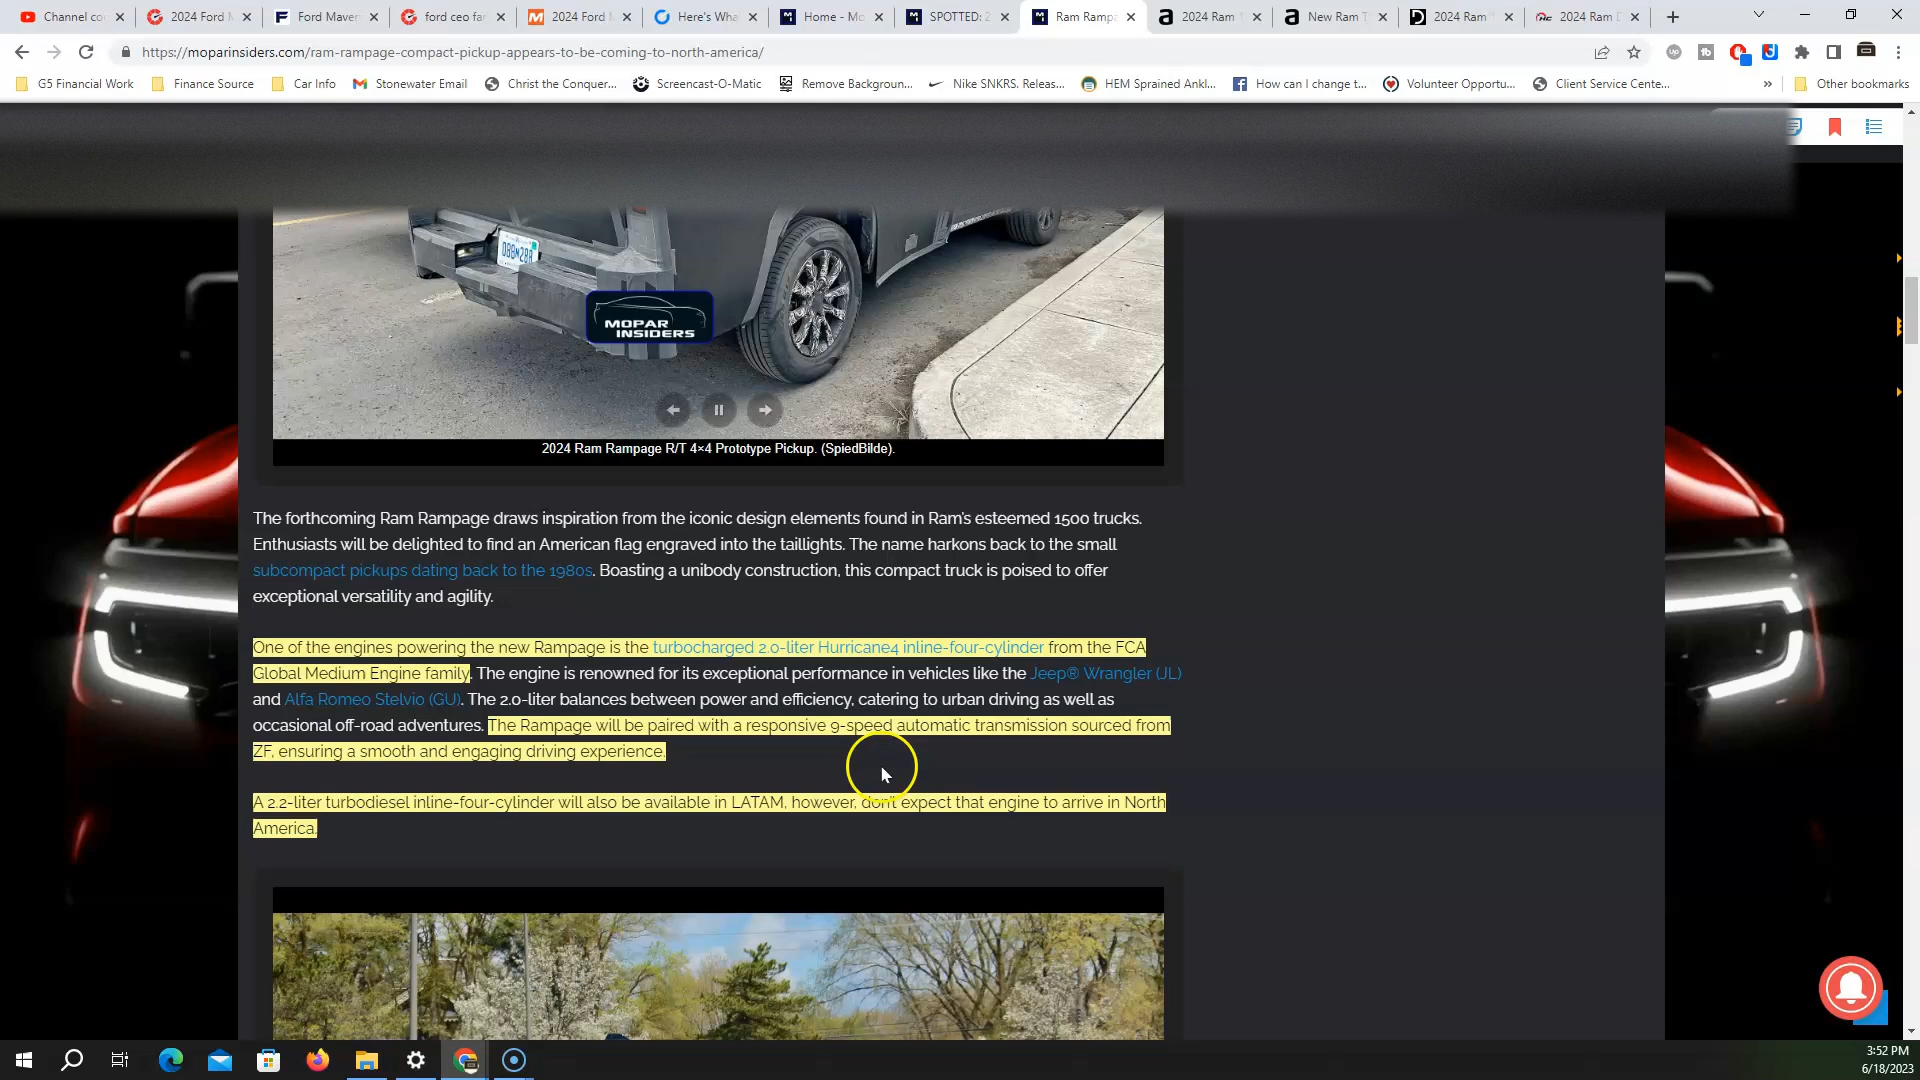 Channel co
2024 Ford M
Ford Maver
ford ceo far
2024 Ford M
Here's Wha
Home - Mo
SPOTTED: 2
Ram Rampa
2024 Ram
New Ram T
2024 Ram
2024 Ram D
https://moparinsiders.com/ram-rampage-compact-pickup-appears-to-be-coming-to-north-america/
G5 Financial Work
Finance Source
Car Info
Stonewater Email
Christ the Conquer...
Screencast-O-Matic
Remove Backgroun...
Nike SNKRS. Releas...
HEM Sprained Ankl...
How can I change t...
Volunteer Opportu...
Client Service Cente...
Other bookmarks
MOPAR
INSIDERS
2024 Ram Rampage R/T 4×4 Prototype Pickup. (SpiedBilde).
The forthcoming Ram Rampage draws inspiration from the iconic design elements found in Ram's esteemed 1500 trucks.
Enthusiasts will be delighted to find an American flag engraved into the taillights. The name harkons back to the small
subcompact pickups dating back to the 1980s. Boasting a unibody construction, this compact truck is poised to offer
exceptional versatility and agility.
One of the engines powering the new Rampage is the turbocharged 2.0-liter Hurricane4 inline-four-cylinder from the FCA
Global Medium Engine family. The engine is renowned for its exceptional performance in vehicles like the Jeep® Wrangler (JL)
and Alfa Romeo Stelvio (GU). The 2.0-liter balances between power and efficiency, catering to urban driving as well as
occasional off-road adventures. The Rampage will be paired with a responsive 9-speed automatic transmission sourced from
ZF, ensuring a smooth and engaging driving experience.
A 2.2-liter turbodiesel inline-four-cylinder will also be available in LATAM, however, don't expect that engine to arrive in North
America.
3:52 PM
6/18/2023